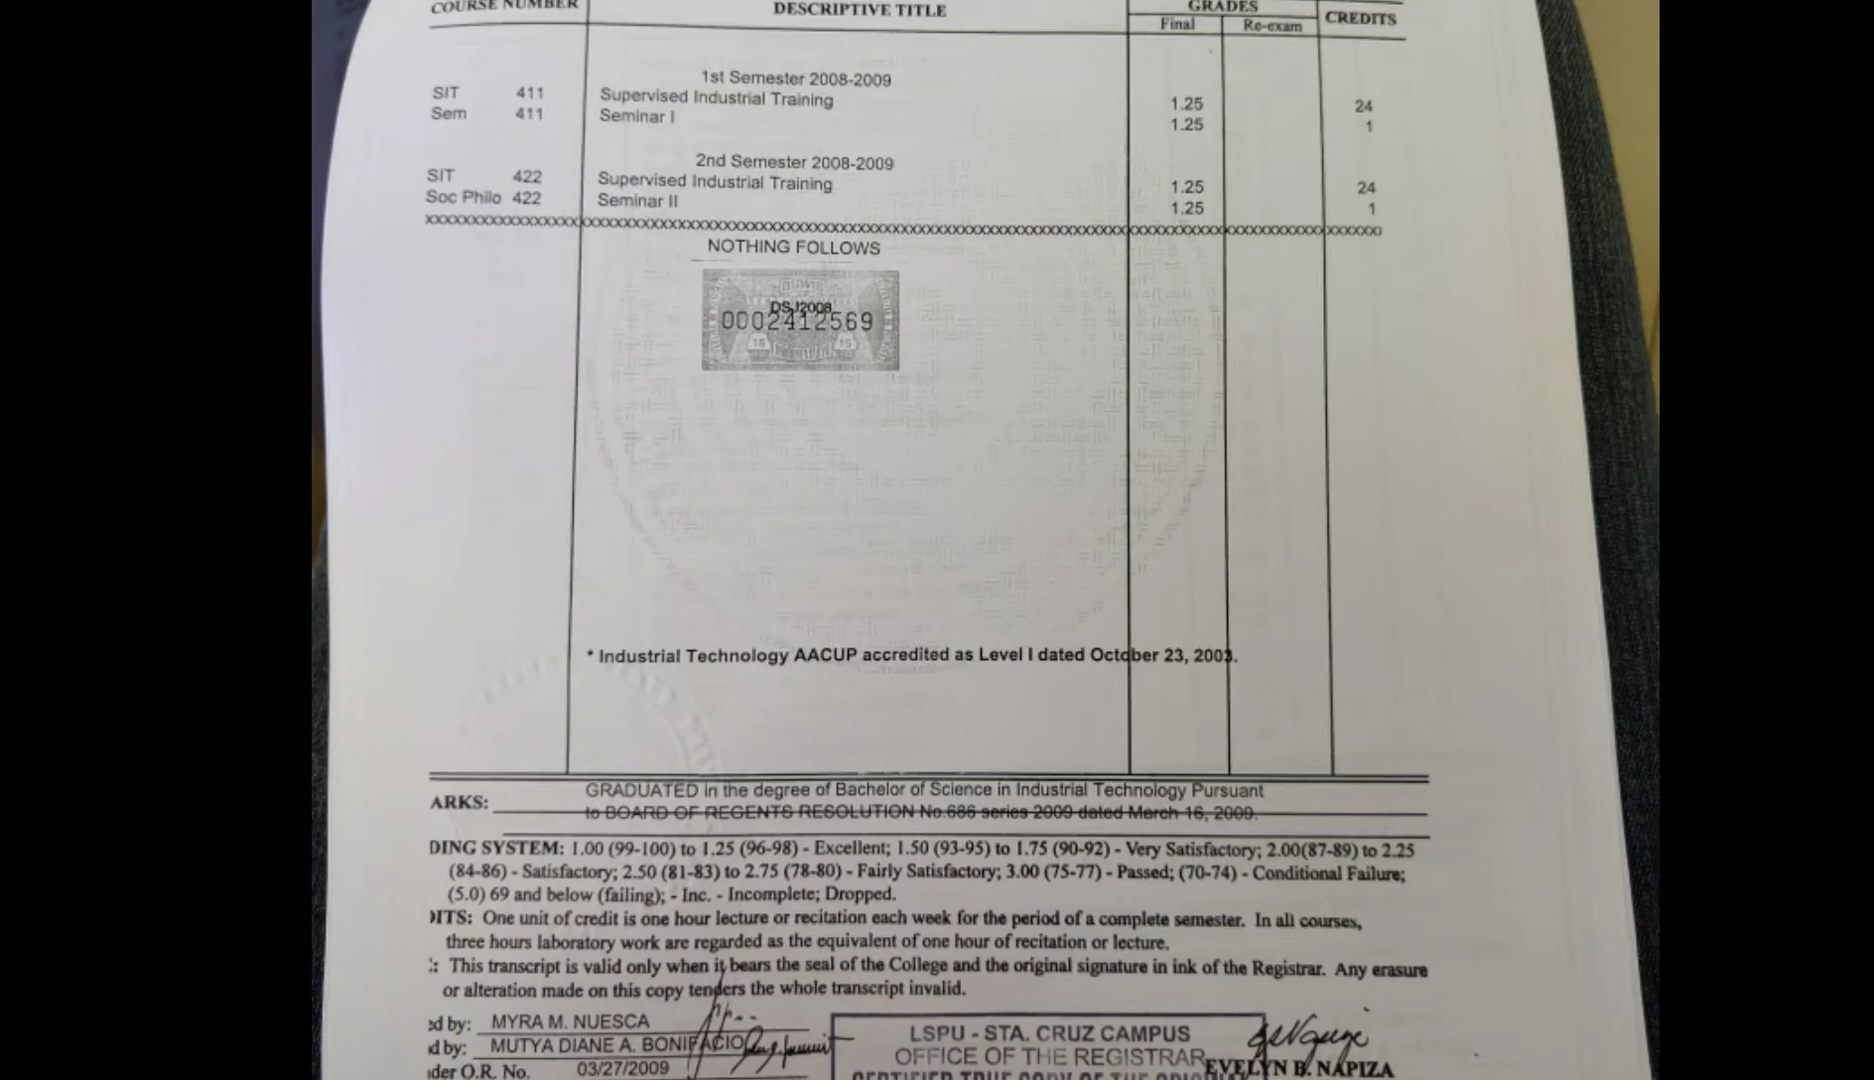 COURSE NUMBER DESCRIPTIVE TITLE GRADES CREDITS
Final Re-exam
1st Semester 2008-2009
SIT 411 Supervised Industrial Training 1.25 24
Sem 411 Seminar I 1.25 1
2nd Semester 2008-2009
SIT 422 Supervised Industrial Training 1.25 24
Soc Philo 422 Seminar II 1.25 1
NOTHING FOLLOWS
DSJ2008
0002412569
15 15
* Industrial Technology AACUP accredited as Level I dated October 23, 2003.
ARKS: GRADUATED in the degree of Bachelor of Science in Industrial Technology Pursuant
to BOARD OF REGENTS RESOLUTION No.686 series 2009 dated March 16, 2009.
DING SYSTEM: 1.00 (99-100) to 1.25 (96-98) - Excellent; 1.50 (93-95) to 1.75 (90-92) - Very Satisfactory; 2.00(87-89) to 2.25
(84-86) - Satisfactory; 2.50 (81-83) to 2.75 (78-80) - Fairly Satisfactory; 3.00 (75-77) - Passed; (70-74) - Conditional Failure;
(5.0) 69 and below (failing); - Inc. - Incomplete; Dropped.
DITS: One unit of credit is one hour lecture or recitation each week for the period of a complete semester. In all courses,
three hours laboratory work are regarded as the equivalent of one hour of recitation or lecture.
: This transcript is valid only when it bears the seal of the College and the original signature in ink of the Registrar. Any erasure
or alteration made on this copy tenders the whole transcript invalid.
ed by: MYRA M. NUESCA
d by: MUTYA DIANE A. BONIFACIO
der O.R. No. 03/27/2009
LSPU - STA. CRUZ CAMPUS
OFFICE OF THE REGISTRAR
EVELYN B. NAPIZA
CERTIFIED TRUE COPY OF THE